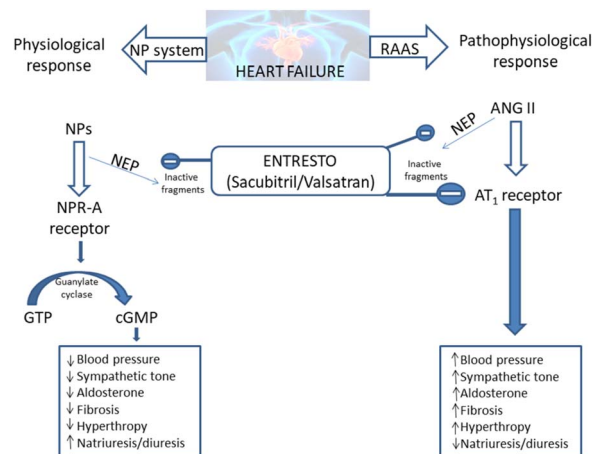 Physiological
response
NP system
HEART FAILURE
RAAS
Pathophysiological
response
NPs
NEP
Inactive
fragments
ENTRESTO
(Sacubitril/Valsatran)
Inactive
fragments
NEP
ANG II
NPR-A
receptor
AT₁ receptor
Guanylate
cyclase
GTP
cGMP
↓ Blood pressure
↓ Sympathetic tone
↓ Aldosterone
↓ Fibrosis
↓ Hyperthropy
↑ Natriuresis/diuresis
↑ Blood pressure
↑ Sympathetic tone
↑ Aldosterone
↑ Fibrosis
↑ Hyperthropy
↓ Natriuresis/diuresis